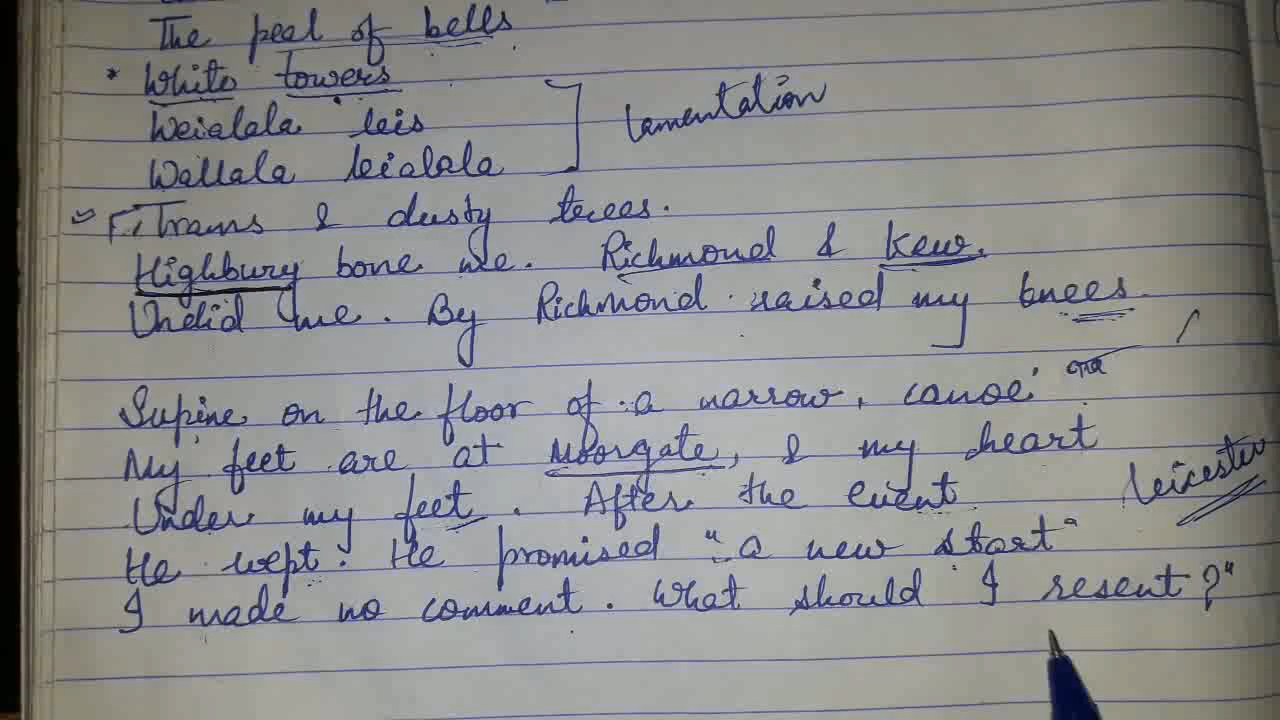 The peal of bells
* White towers
Weialala leis
Wallala leialala
lamentation
"Trams & dusty trees.
Highbury bone me. Richmond & Kew.
Undid me. By Richmond raised my knees
Supine on the floor of a narrow, canoe'
My feet are at Moorgate, & my heart
Under my feet. After the event
He wept. He promised "a new start"
Leicester
I made no comment. What should I resent?"